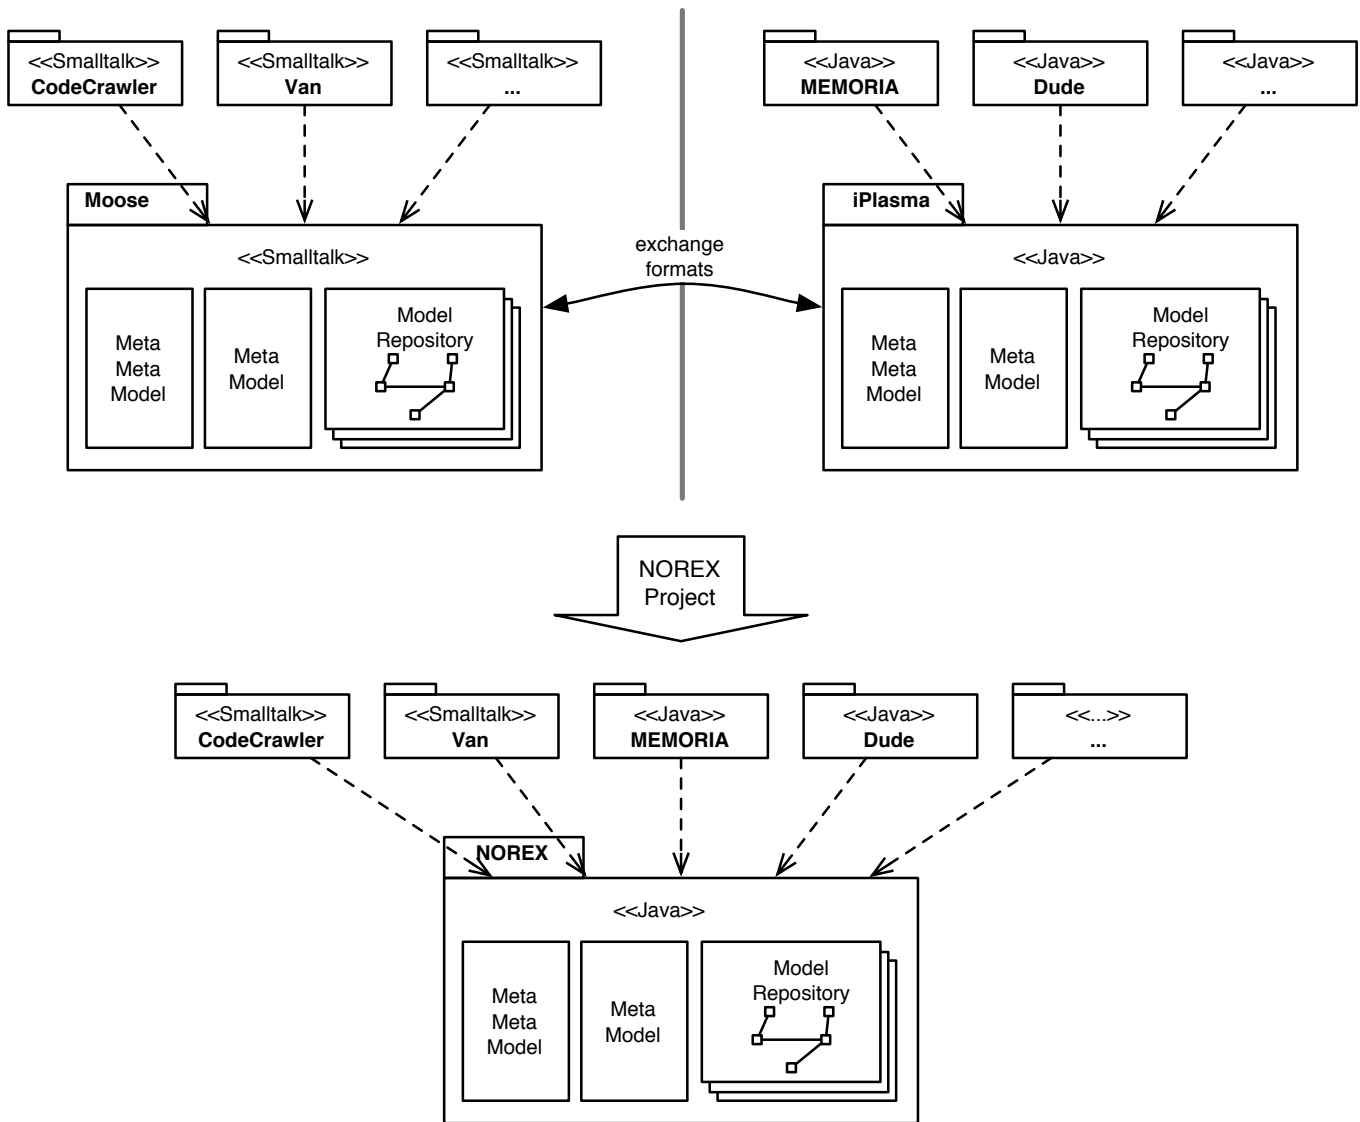 <<Smalltalk>>
CodeCrawler
<<Smalltalk>>
Van
<<Smalltalk>>
...
<<Java>>
MEMORIA
<<Java>>
Dude
<<Java>>
...
Moose
<<Smalltalk>>
Meta
Meta
Model
Meta
Model
Model
Repository
exchange
formats
iPlasma
<<Java>>
Meta
Meta
Model
Meta
Model
Model
Repository
NOREX
Project
<<Smalltalk>>
CodeCrawler
<<Smalltalk>>
Van
<<Java>>
MEMORIA
<<Java>>
Dude
<<...>>
...
NOREX
<<Java>>
Meta
Meta
Model
Meta
Model
Model
Repository